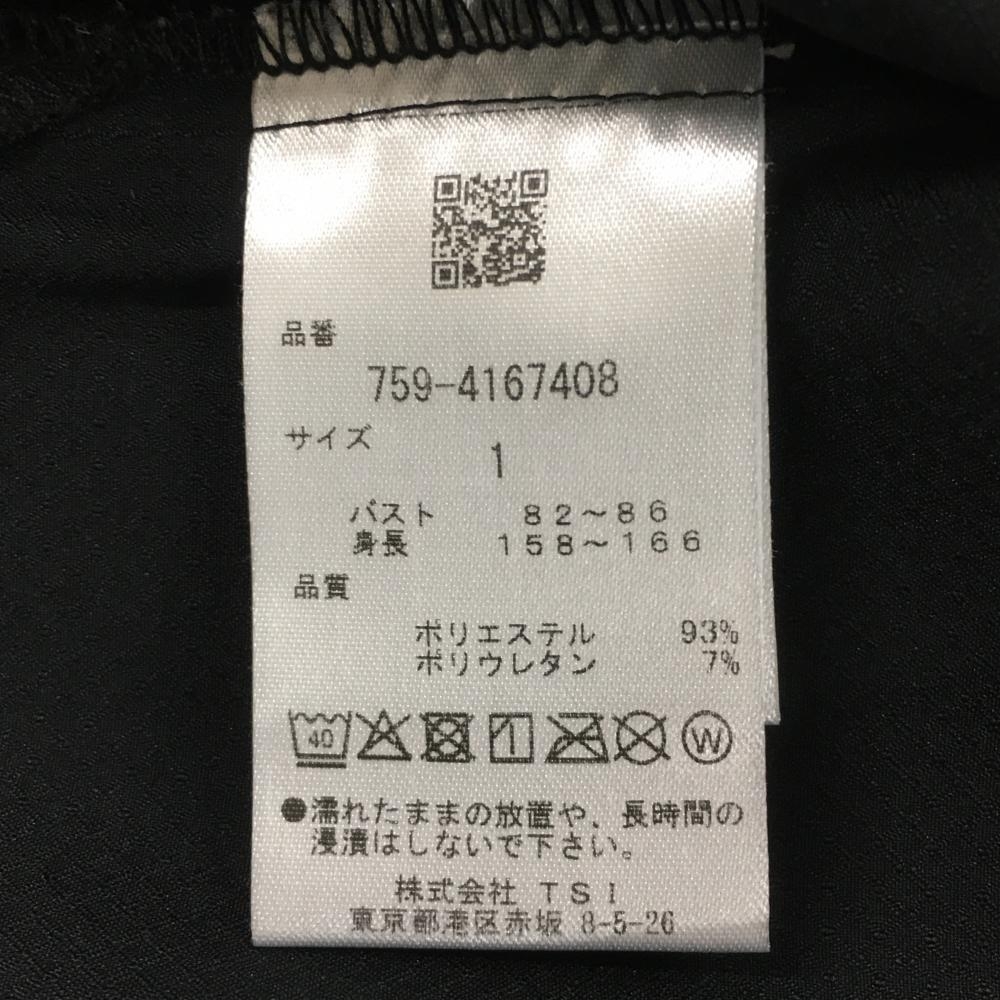 品番
759-4167408
サイズ
1
バスト 82～86
身長 158～166
品質
ポリエステル 93%
ポリウレタン 7%
40 W
●濡れたままの放置や、長時間の
浸漬はしないで下さい。
株式会社 TSI
東京都港区赤坂 8-5-26